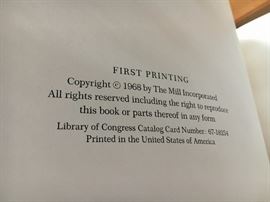 FIRST PRINTING
Copyright © 1968 by The Mill Incorporated
All rights reserved including the right to reproduce
this book or parts thereof in any form
Library of Congress Catalog Card Number: 67-18254
Printed in the United States of America